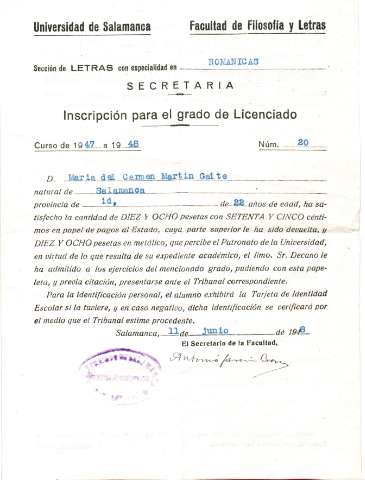 Universidad de Salamanca Facultad de Filosofía y Letras
Sección de LETRAS con especialidad en ROMANICAS
SECRETARIA
Inscripción para el grado de Licenciado
Curso de 1947 a 1948 Núm. 20
D. Maria del Carmen Martin Gaite
natural de Salamanca
provincia de id, de 22 años de edad, ha sa-
tisfecho la cantidad de DIEZ Y OCHO pesetas con SETENTA Y CINCO cénti-
mos en papel de pagos al Estado, cuya parte superior le ha sido devuelta, y
DIEZ Y OCHO pesetas en metálico, que percibe el Patronato de la Universidad,
en virtud de lo que resulta de su expediente académico, el Ilmo. Sr. Decano le
ha admitido a los ejercicios del mencionado grado, pudiendo con esta pape-
leta, y previa citación, presentarse ante el Tribunal correspondiente.
Para la identificación personal, el alumno exhibirá la Tarjeta de Identidad
Escolar si la tuviere, y en caso negativo, dicha identificación se verificará por
el medio que el Tribunal estime procedente.
Salamanca, 11 de junio de 1948
El Secretario de la Facultad,
Antonio García